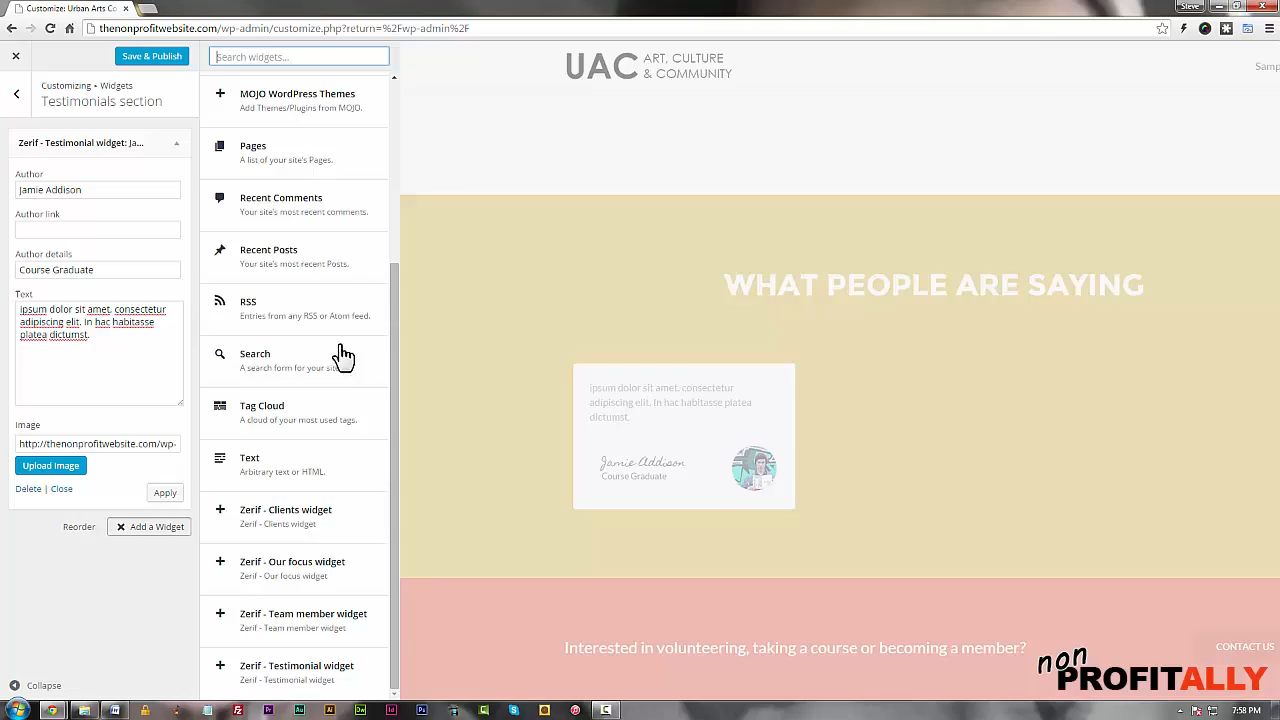 Customize: Urban Arts Co
Steve
thenonprofitwebsite.com/wp-admin/customize.php?return=%2Fwp-admin%2F
Save & Publish
Customizing ▸ Widgets
Testimonials section
Zerif - Testimonial widget: Ja...
Author
Jamie Addison
Author link
Author details
Course Graduate
Text
ipsum dolor sit amet, consectetur
adipiscing elit. In hac habitasse
platea dictumst.
Image
http://thenonprofitwebsite.com/wp-
Upload Image
Delete | Close
Apply
Reorder
Add a Widget
Collapse
Search widgets...
MOJO WordPress Themes
Add Themes/Plugins from MOJO.
Pages
A list of your site's Pages.
Recent Comments
Your site's most recent comments.
Recent Posts
Your site's most recent Posts.
RSS
Entries from any RSS or Atom feed.
Search
A search form for your site
Tag Cloud
A cloud of your most used tags.
Text
Arbitrary text or HTML.
Zerif - Clients widget
Zerif - Clients widget
Zerif - Our focus widget
Zerif - Our focus widget
Zerif - Team member widget
Zerif - Team member widget
Zerif - Testimonial widget
Zerif - Testimonial widget
UAC ART, CULTURE
& COMMUNITY
Samp
WHAT PEOPLE ARE SAYING
ipsum dolor sit amet, consectetur
adipiscing elit. In hac habitasse platea
dictumst.
Jamie Addison
Course Graduate
Interested in volunteering, taking a course or becoming a member?
CONTACT US
non
PROFITALLY
7:58 PM